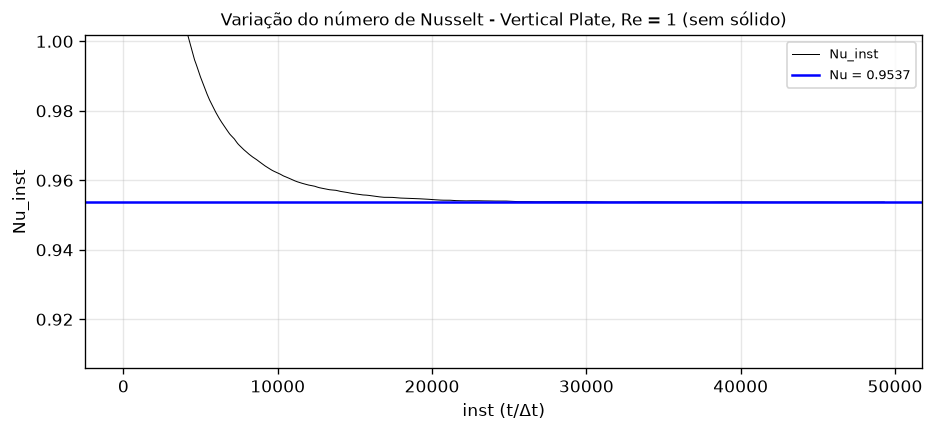 Variação do número de Nusselt - Vertical Plate, Re = 1 (sem sólido)
1.00
0.98
0.96
0.94
0.92
Nu_inst
Nu_inst
Nu = 0.9537
0 10000 20000 30000 40000 50000
inst (t/Δt)